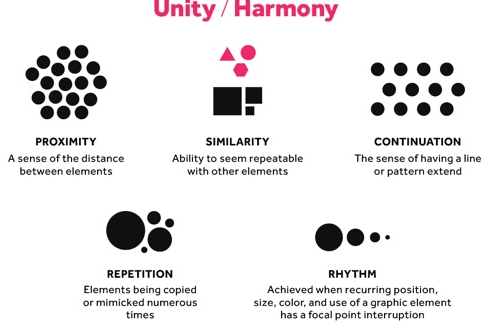 Unity / Harmony
PROXIMITY
A sense of the distance
between elements
SIMILARITY
Ability to seem repeatable
with other elements
CONTINUATION
The sense of having a line
or pattern extend
REPETITION
Elements being copied
or mimicked numerous
times
RHYTHM
Achieved when recurring position,
size, color, and use of a graphic element
has a focal point interruption